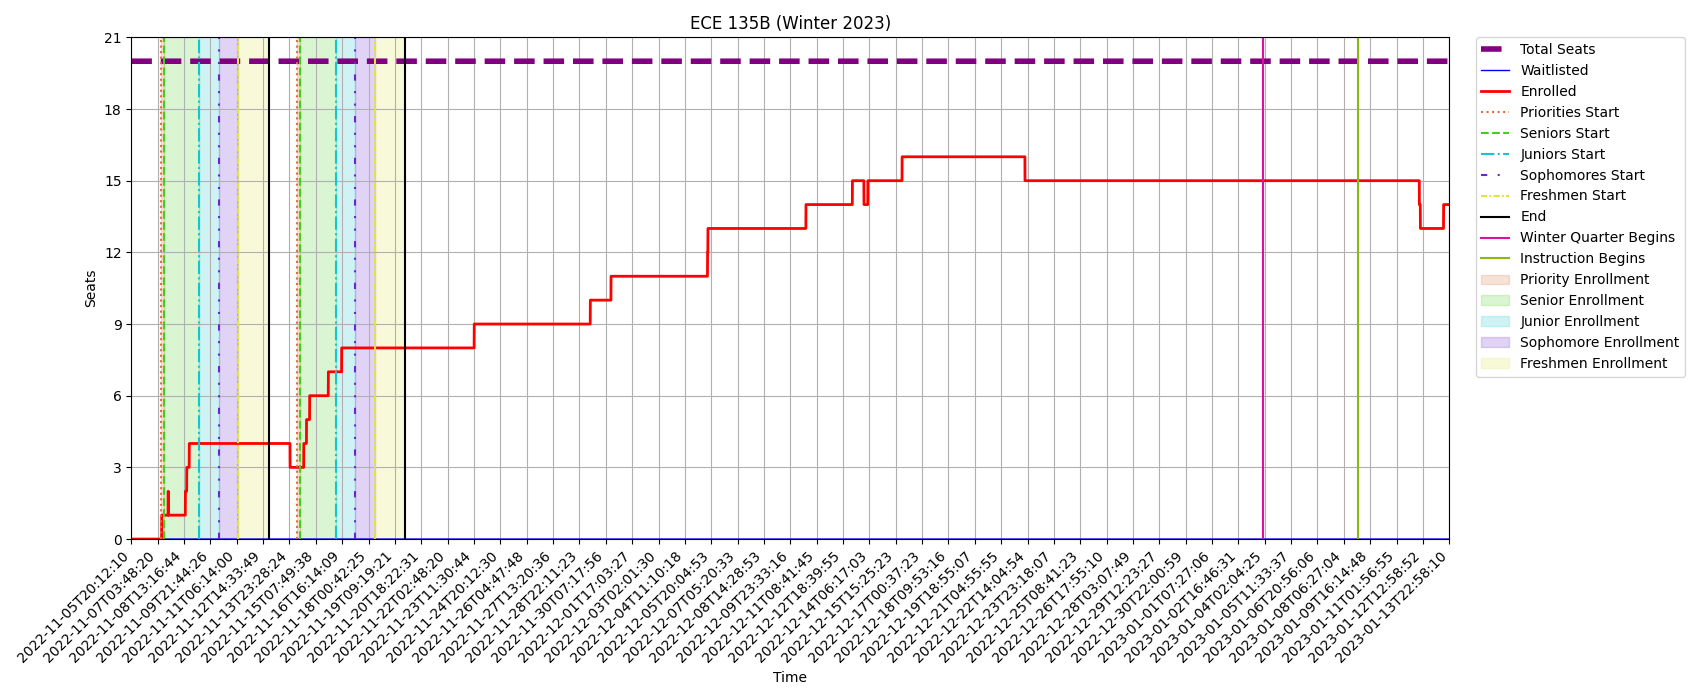 ECE 135B (Winter 2023)
21
18
15
12
9
6
3
0
Seats
2022-11-05T20:12:10
2022-11-07T03:48:20
2022-11-08T13:16:44
2022-11-09T21:44:26
2022-11-11T06:14:00
2022-11-12T14:33:49
2022-11-13T23:28:24
2022-11-15T07:49:38
2022-11-16T16:14:09
2022-11-18T00:42:25
2022-11-19T09:19:21
2022-11-20T18:22:31
2022-11-22T02:48:20
2022-11-23T11:30:44
2022-11-24T20:12:30
2022-11-26T04:47:48
2022-11-27T13:20:36
2022-11-28T22:11:23
2022-11-30T07:17:56
2022-12-01T17:03:27
2022-12-03T02:01:30
2022-12-04T11:10:18
2022-12-05T20:04:53
2022-12-07T05:20:33
2022-12-08T14:28:53
2022-12-09T23:33:16
2022-12-11T08:41:45
2022-12-12T18:39:55
2022-12-14T06:17:03
2022-12-15T15:25:23
2022-12-17T00:37:23
2022-12-18T09:53:16
2022-12-19T18:55:07
2022-12-21T04:55:55
2022-12-22T14:04:54
2022-12-23T23:18:07
2022-12-25T08:41:23
2022-12-26T17:55:10
2022-12-28T03:07:49
2022-12-29T12:23:27
2022-12-30T22:00:59
2023-01-01T07:27:06
2023-01-02T16:46:31
2023-01-04T02:04:25
2023-01-05T11:33:37
2023-01-06T20:56:06
2023-01-08T06:27:04
2023-01-09T16:14:48
2023-01-11T01:56:55
2023-01-12T12:58:52
2023-01-13T22:58:10
Time
Total Seats
Waitlisted
Enrolled
Priorities Start
Seniors Start
Juniors Start
Sophomores Start
Freshmen Start
End
Winter Quarter Begins
Instruction Begins
Priority Enrollment
Senior Enrollment
Junior Enrollment
Sophomore Enrollment
Freshmen Enrollment